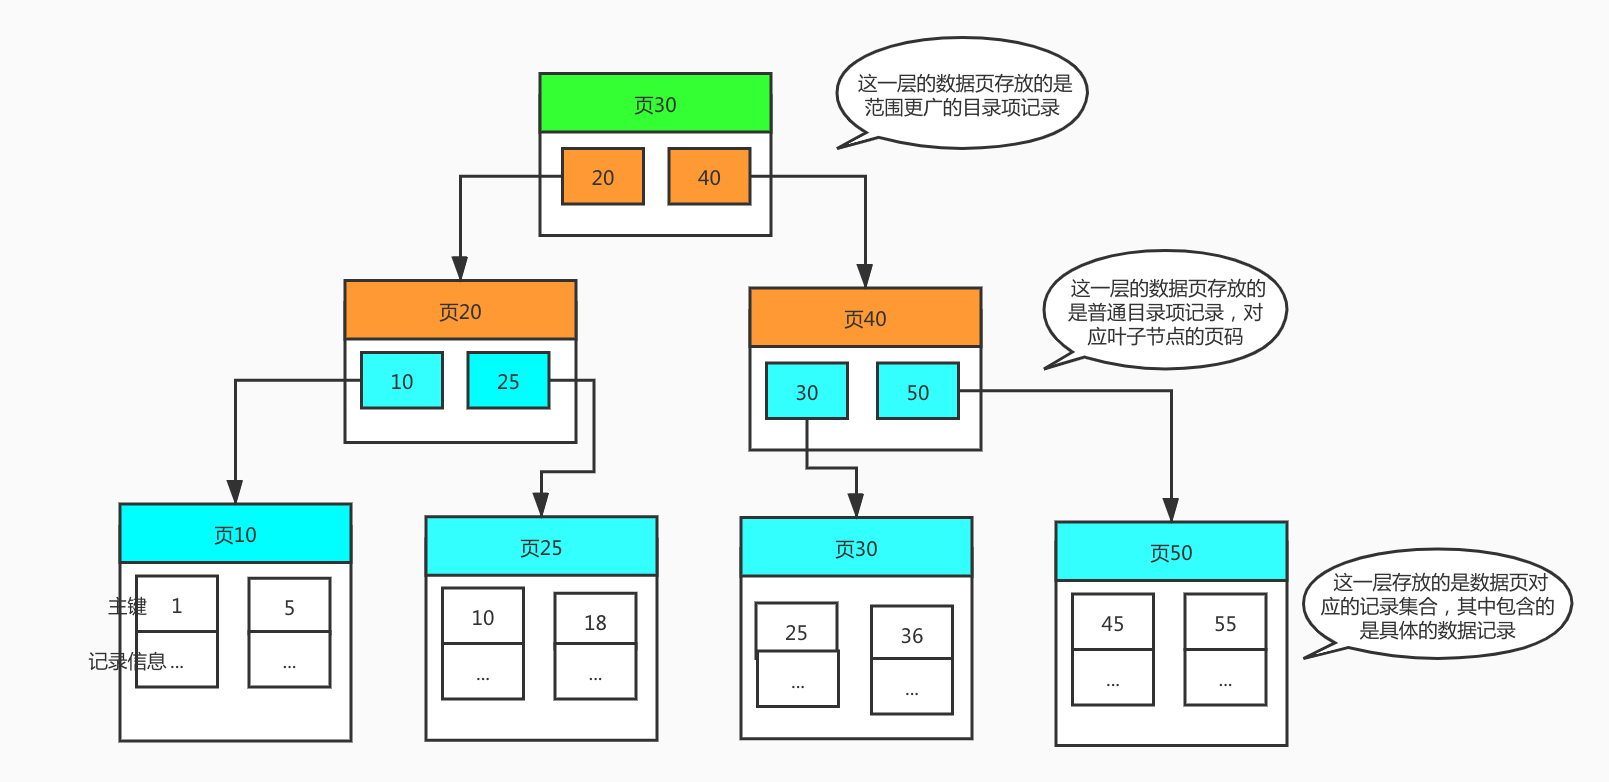 页30
20
40
这一层的数据页存放的是
范围更广的目录项记录
页20
10
25
页40
30
50
这一层的数据页存放的
是普通目录项记录，对
应叶子节点的页码
页10
主键
1
5
记录信息
...
...
页25
10
18
...
...
页30
25
36
...
...
页50
45
55
...
...
这一层存放的是数据页对
应的记录集合，其中包含的
是具体的数据记录